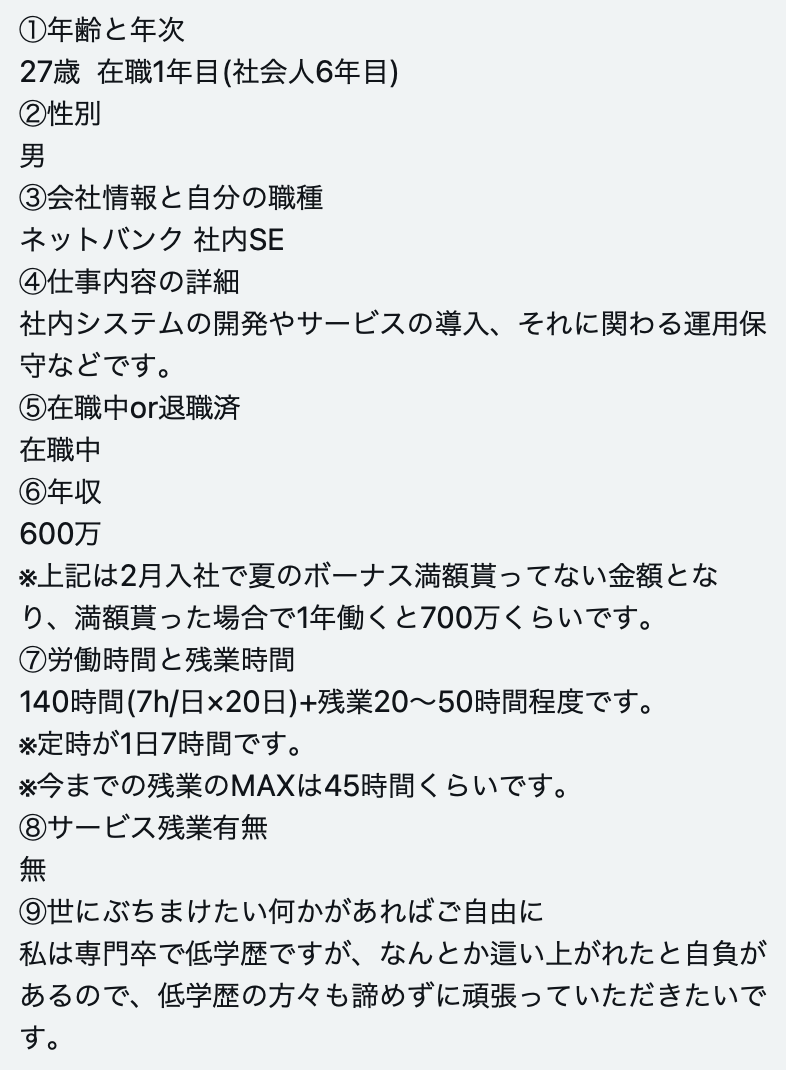 ①年齢と年次
27歳  在職1年目(社会人6年目)
②性別
男
③会社情報と自分の職種
ネットバンク 社内SE
④仕事内容の詳細
社内システムの開発やサービスの導入、それに関わる運用保
守などです。
⑤在職中or退職済
在職中
⑥年収
600万
※上記は2月入社で夏のボーナス満額貰ってない金額とな
り、満額貰った場合で1年働くと700万くらいです。
⑦労働時間と残業時間
140時間(7h/日×20日)+残業20〜50時間程度です。
※定時が1日7時間です。
※今までの残業のMAXは45時間くらいです。
⑧サービス残業有無
無
⑨世にぶちまけたい何かがあればご自由に
私は専門卒で低学歴ですが、なんとか這い上がれたと自負が
あるので、低学歴の方々も諦めずに頑張っていただきたいで
す。